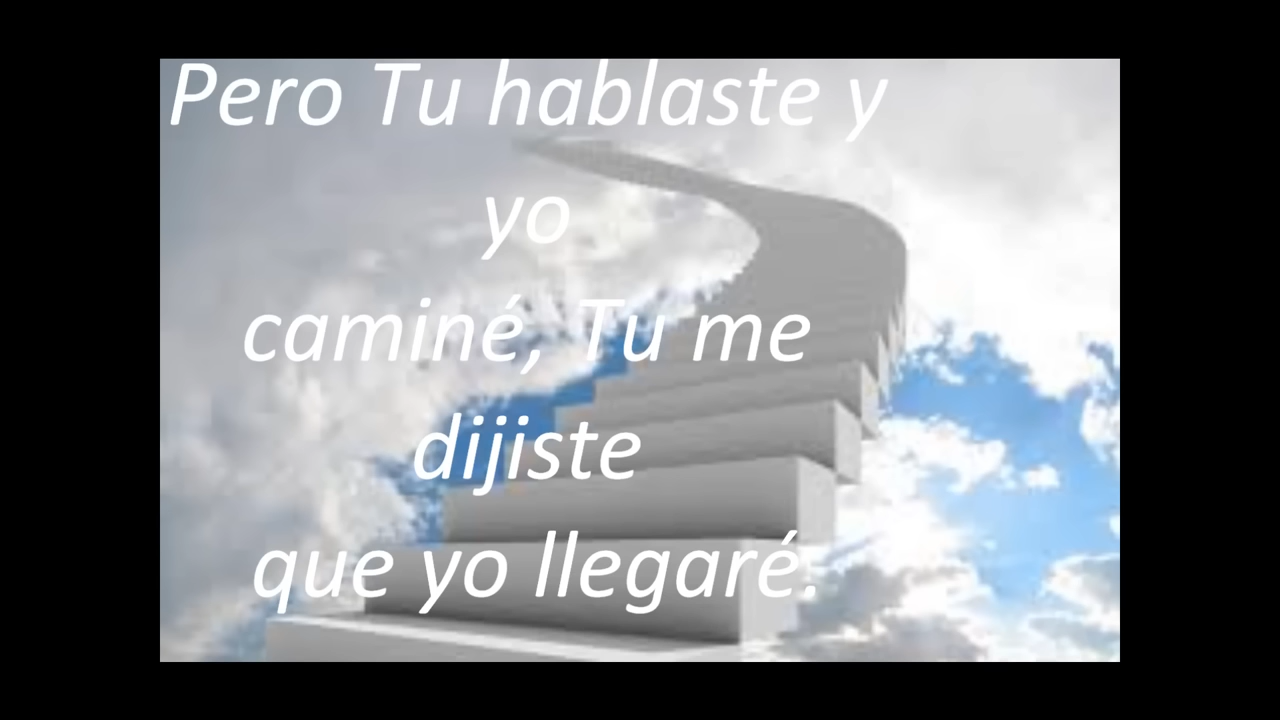 Pero Tu hablaste y
yo
caminé, Tu me
dijiste
que yo llegaré.